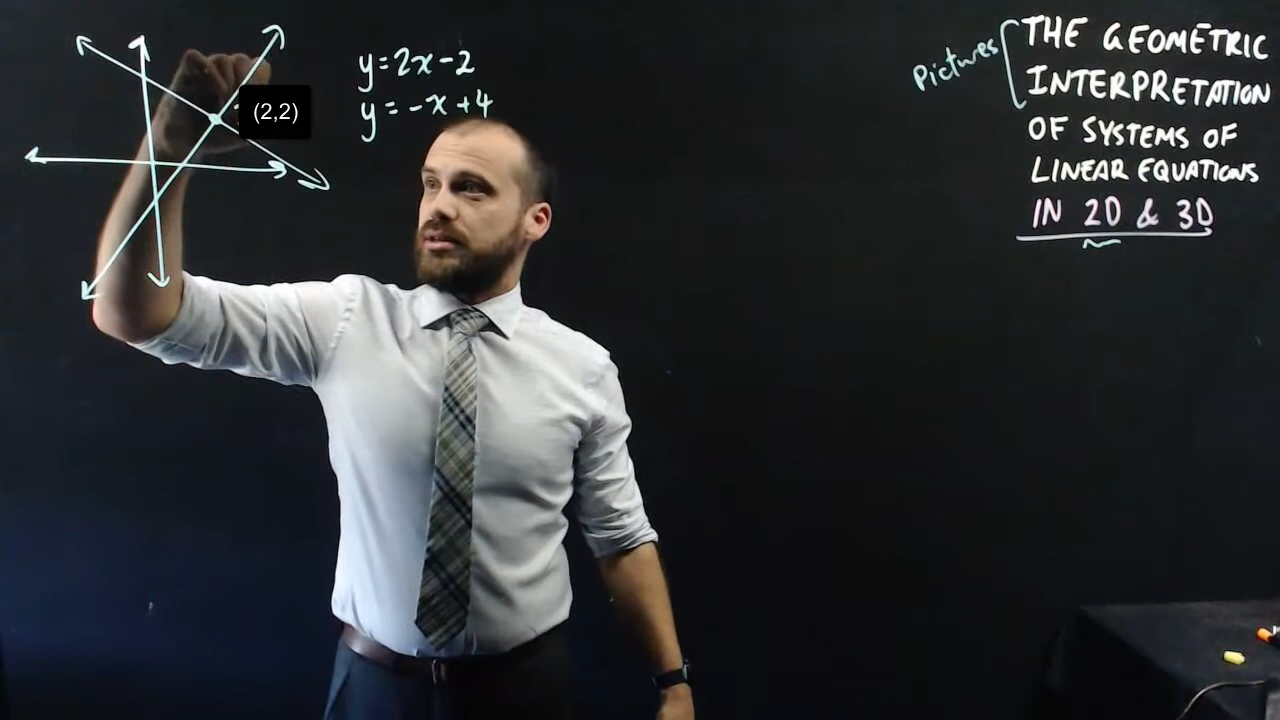 y=2x-2
y=-x+4
(2,2)
Pictures
THE GEOMETRIC
INTERPRETATION
OF SYSTEMS OF
LINEAR EQUATIONS
IN 2D & 3D